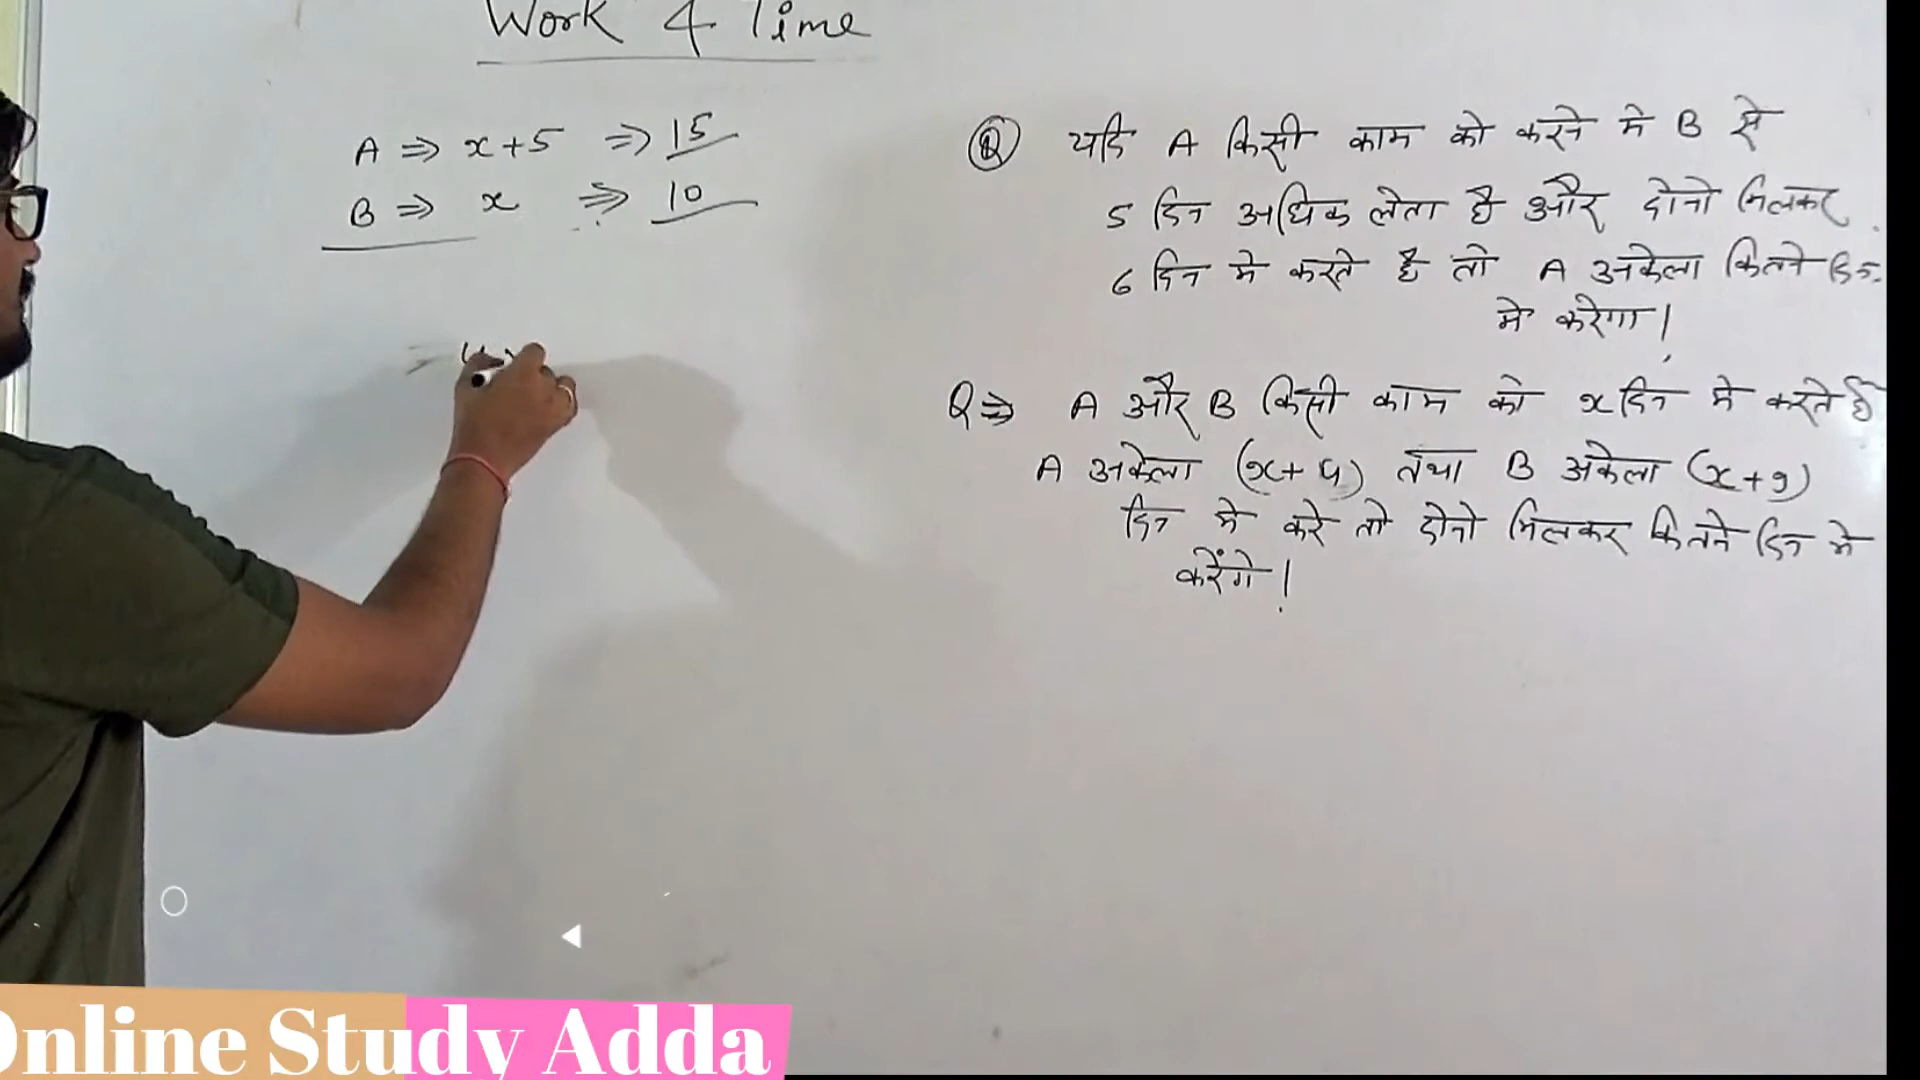 Work & Time
A ⇒ x+5 ⇒ 15
B ⇒ x ⇒ 10
Q यदि A किसी काम को करने मे B से
5 दिन अधिक लेता है और दोनो मिलकर
6 दिन मे करते है तो A अकेला कितने दिन
मे करेगा।
Q ⇒ A और B किसी काम को x दिन मे करते है
A अकेला (x+4) तथा B अकेला (x+9)
दिन मे करे तो दोनो मिलकर कितने दिन मे
करेंगे।
Online Study Adda